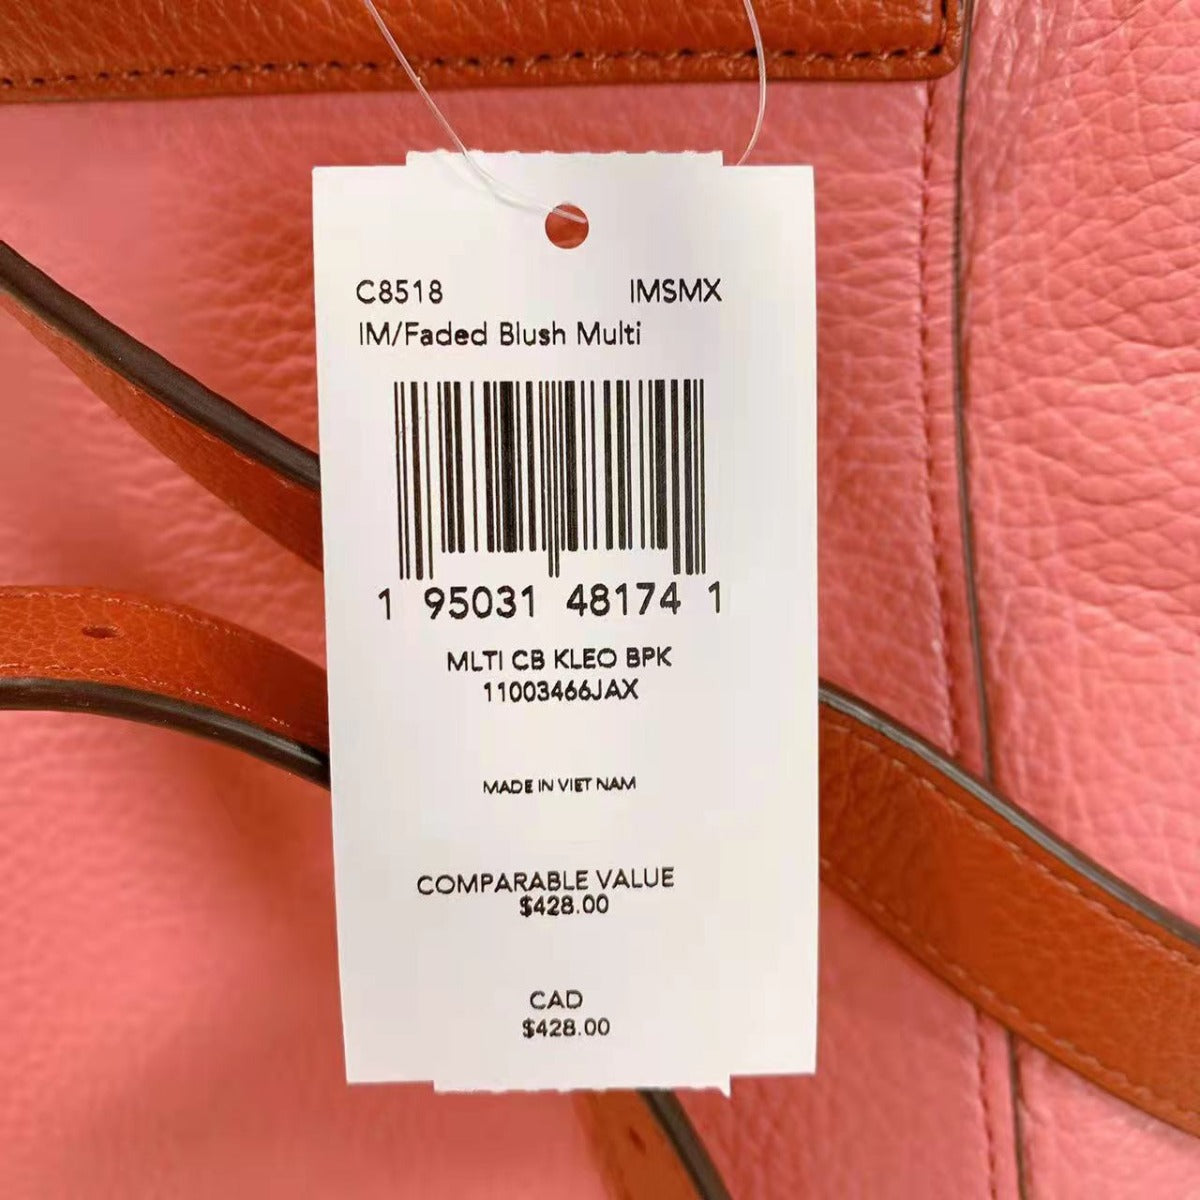 C8518 IMSMX
IM/Faded Blush Multi
1 95031 48174 1
MLTI CB KLEO BPK
11003466JAX
MADE IN VIET NAM
COMPARABLE VALUE
$428.00
CAD
$428.00